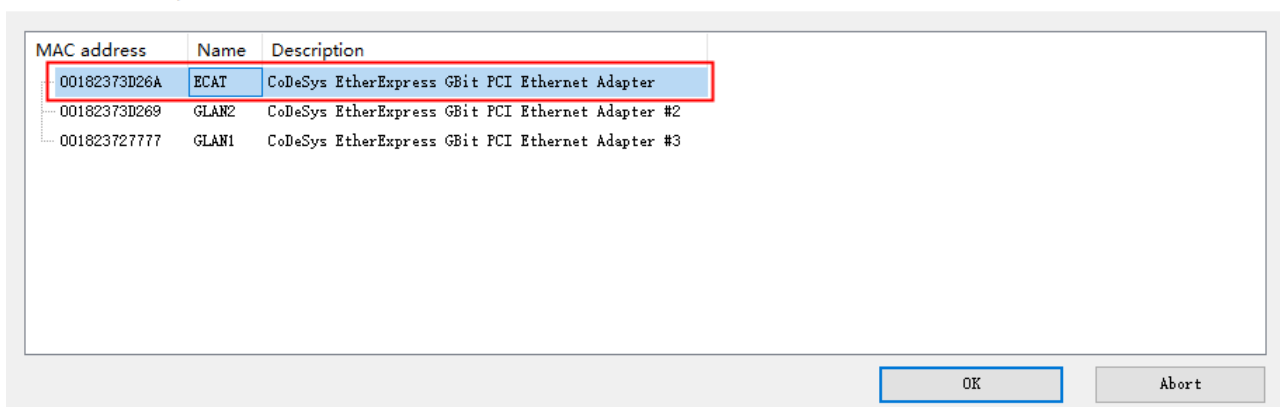 MAC address Name Description
00182373D26A ECAT CoDeSys EtherExpress GBit PCI Ethernet Adapter
00182373D269 GLAN2 CoDeSys EtherExpress GBit PCI Ethernet Adapter #2
001823727777 GLAN1 CoDeSys EtherExpress GBit PCI Ethernet Adapter #3
OK Abort